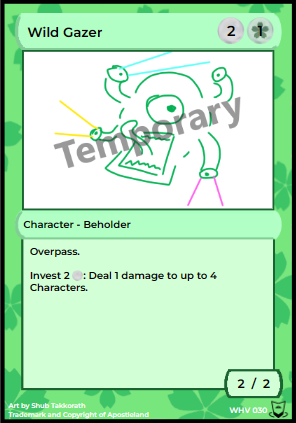 Wild Gazer
2 1
Temporary
Character - Beholder
Overpass.
Invest 2 : Deal 1 damage to up to 4
Characters.
2 / 2
Art by Shub Takkorath
Trademark and Copyright of Apostleland
WHV 030